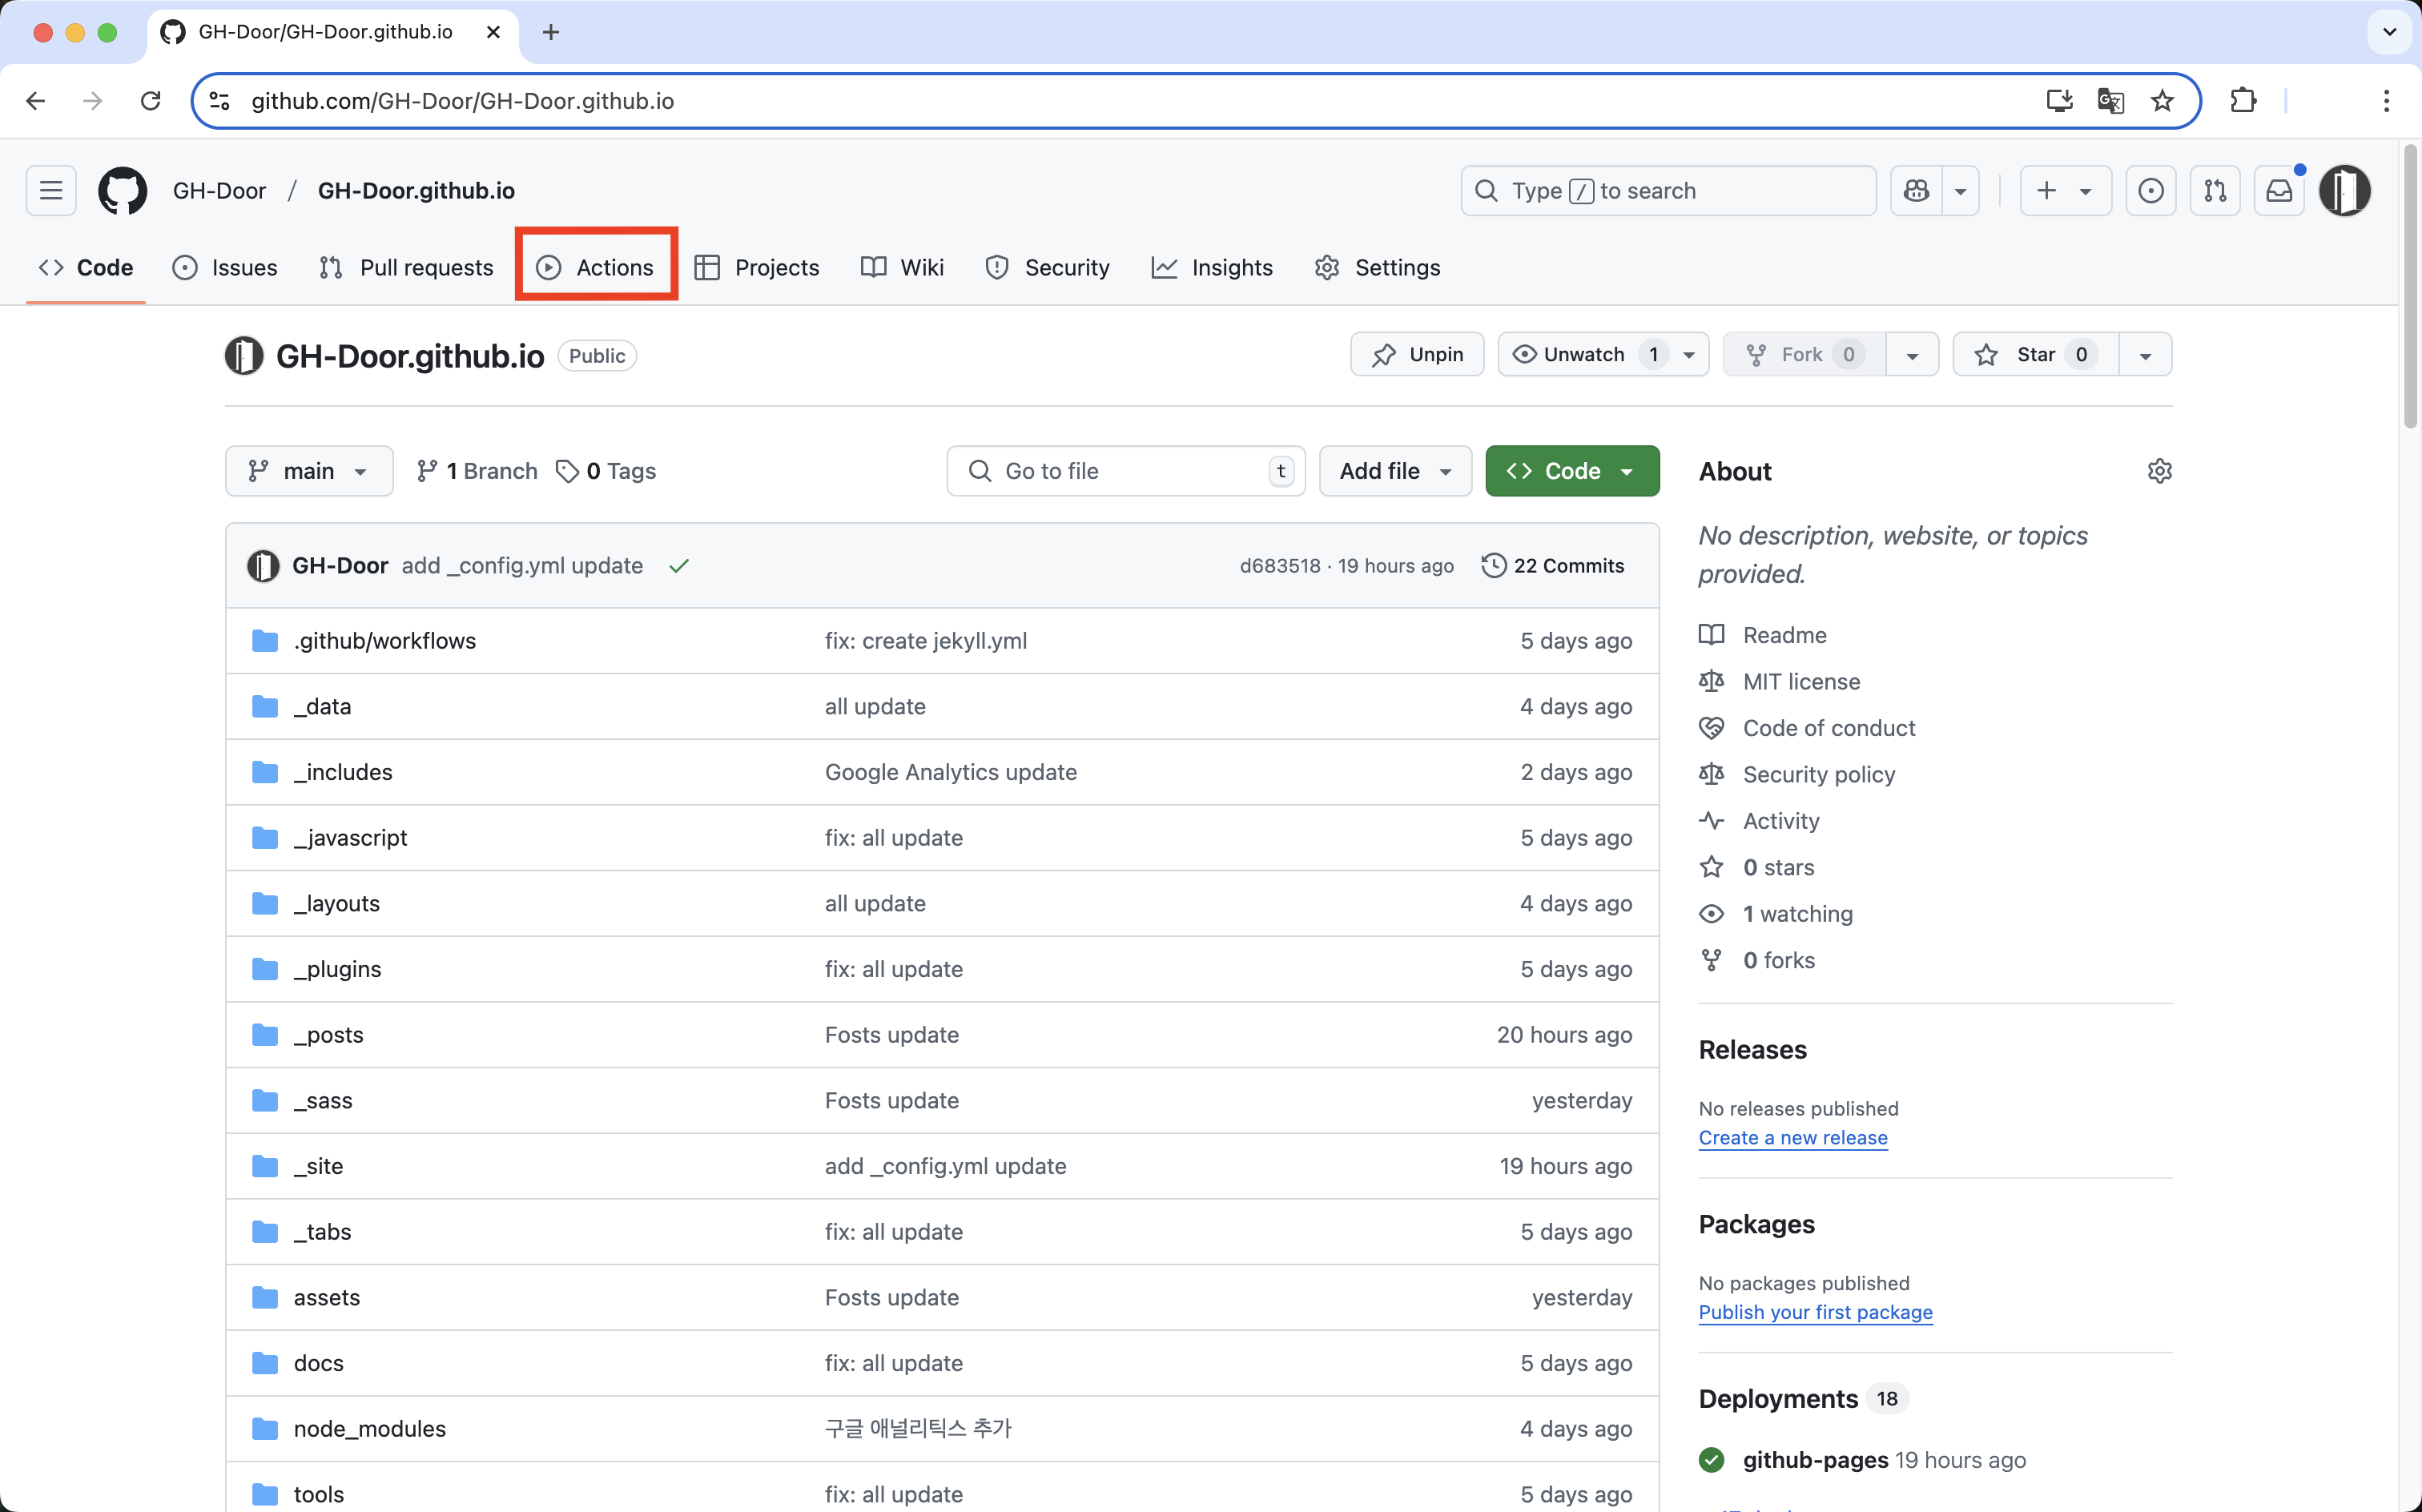 GH-Door/GH-Door.github.io
github.com/GH-Door/GH-Door.github.io
GH-Door / GH-Door.github.io
Type / to search
Code Issues Pull requests Actions Projects Wiki Security Insights Settings
GH-Door.github.io Public
Unpin Unwatch 1 Fork 0 Star 0
main 1 Branch 0 Tags
Go to file t Add file Code
GH-Door add _config.yml update d683518 · 19 hours ago 22 Commits
.github/workflows fix: create jekyll.yml 5 days ago
_data all update 4 days ago
_includes Google Analytics update 2 days ago
_javascript fix: all update 5 days ago
_layouts all update 4 days ago
_plugins fix: all update 5 days ago
_posts Fosts update 20 hours ago
_sass Fosts update yesterday
_site add _config.yml update 19 hours ago
_tabs fix: all update 5 days ago
assets Fosts update yesterday
docs fix: all update 5 days ago
node_modules 구글 애널리틱스 추가 4 days ago
tools fix: all update 5 days ago
About
No description, website, or topics
provided.
Readme
MIT license
Code of conduct
Security policy
Activity
0 stars
1 watching
0 forks
Releases
No releases published
Create a new release
Packages
No packages published
Publish your first package
Deployments 18
github-pages 19 hours ago